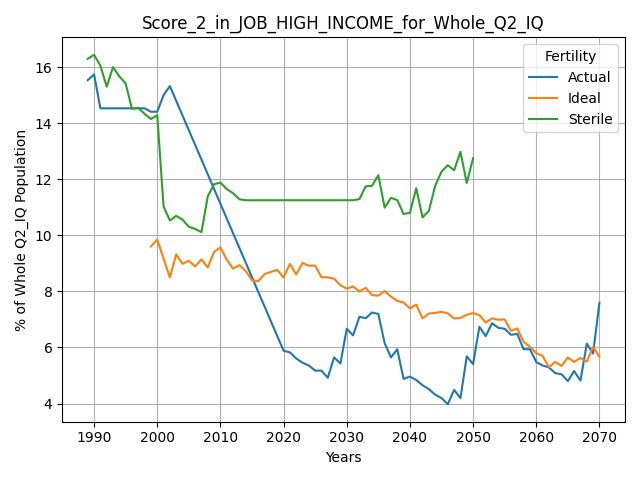 Score_2_in_JOB_HIGH_INCOME_for_Whole_Q2_IQ
Fertility
Actual
Ideal
Sterile
% of Whole Q2_IQ Population
16
14
12
10
8
6
4
1990 2000 2010 2020 2030 2040 2050 2060 2070
Years